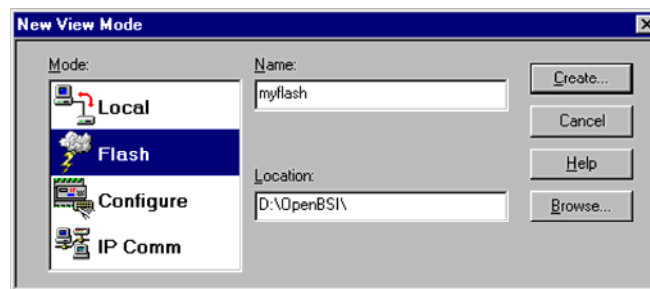 New View Mode
Mode:
Local
Flash
Configure
IP Comm
Name:
myflash
Location:
D:\OpenBSI\
Create...
Cancel
Help
Browse...